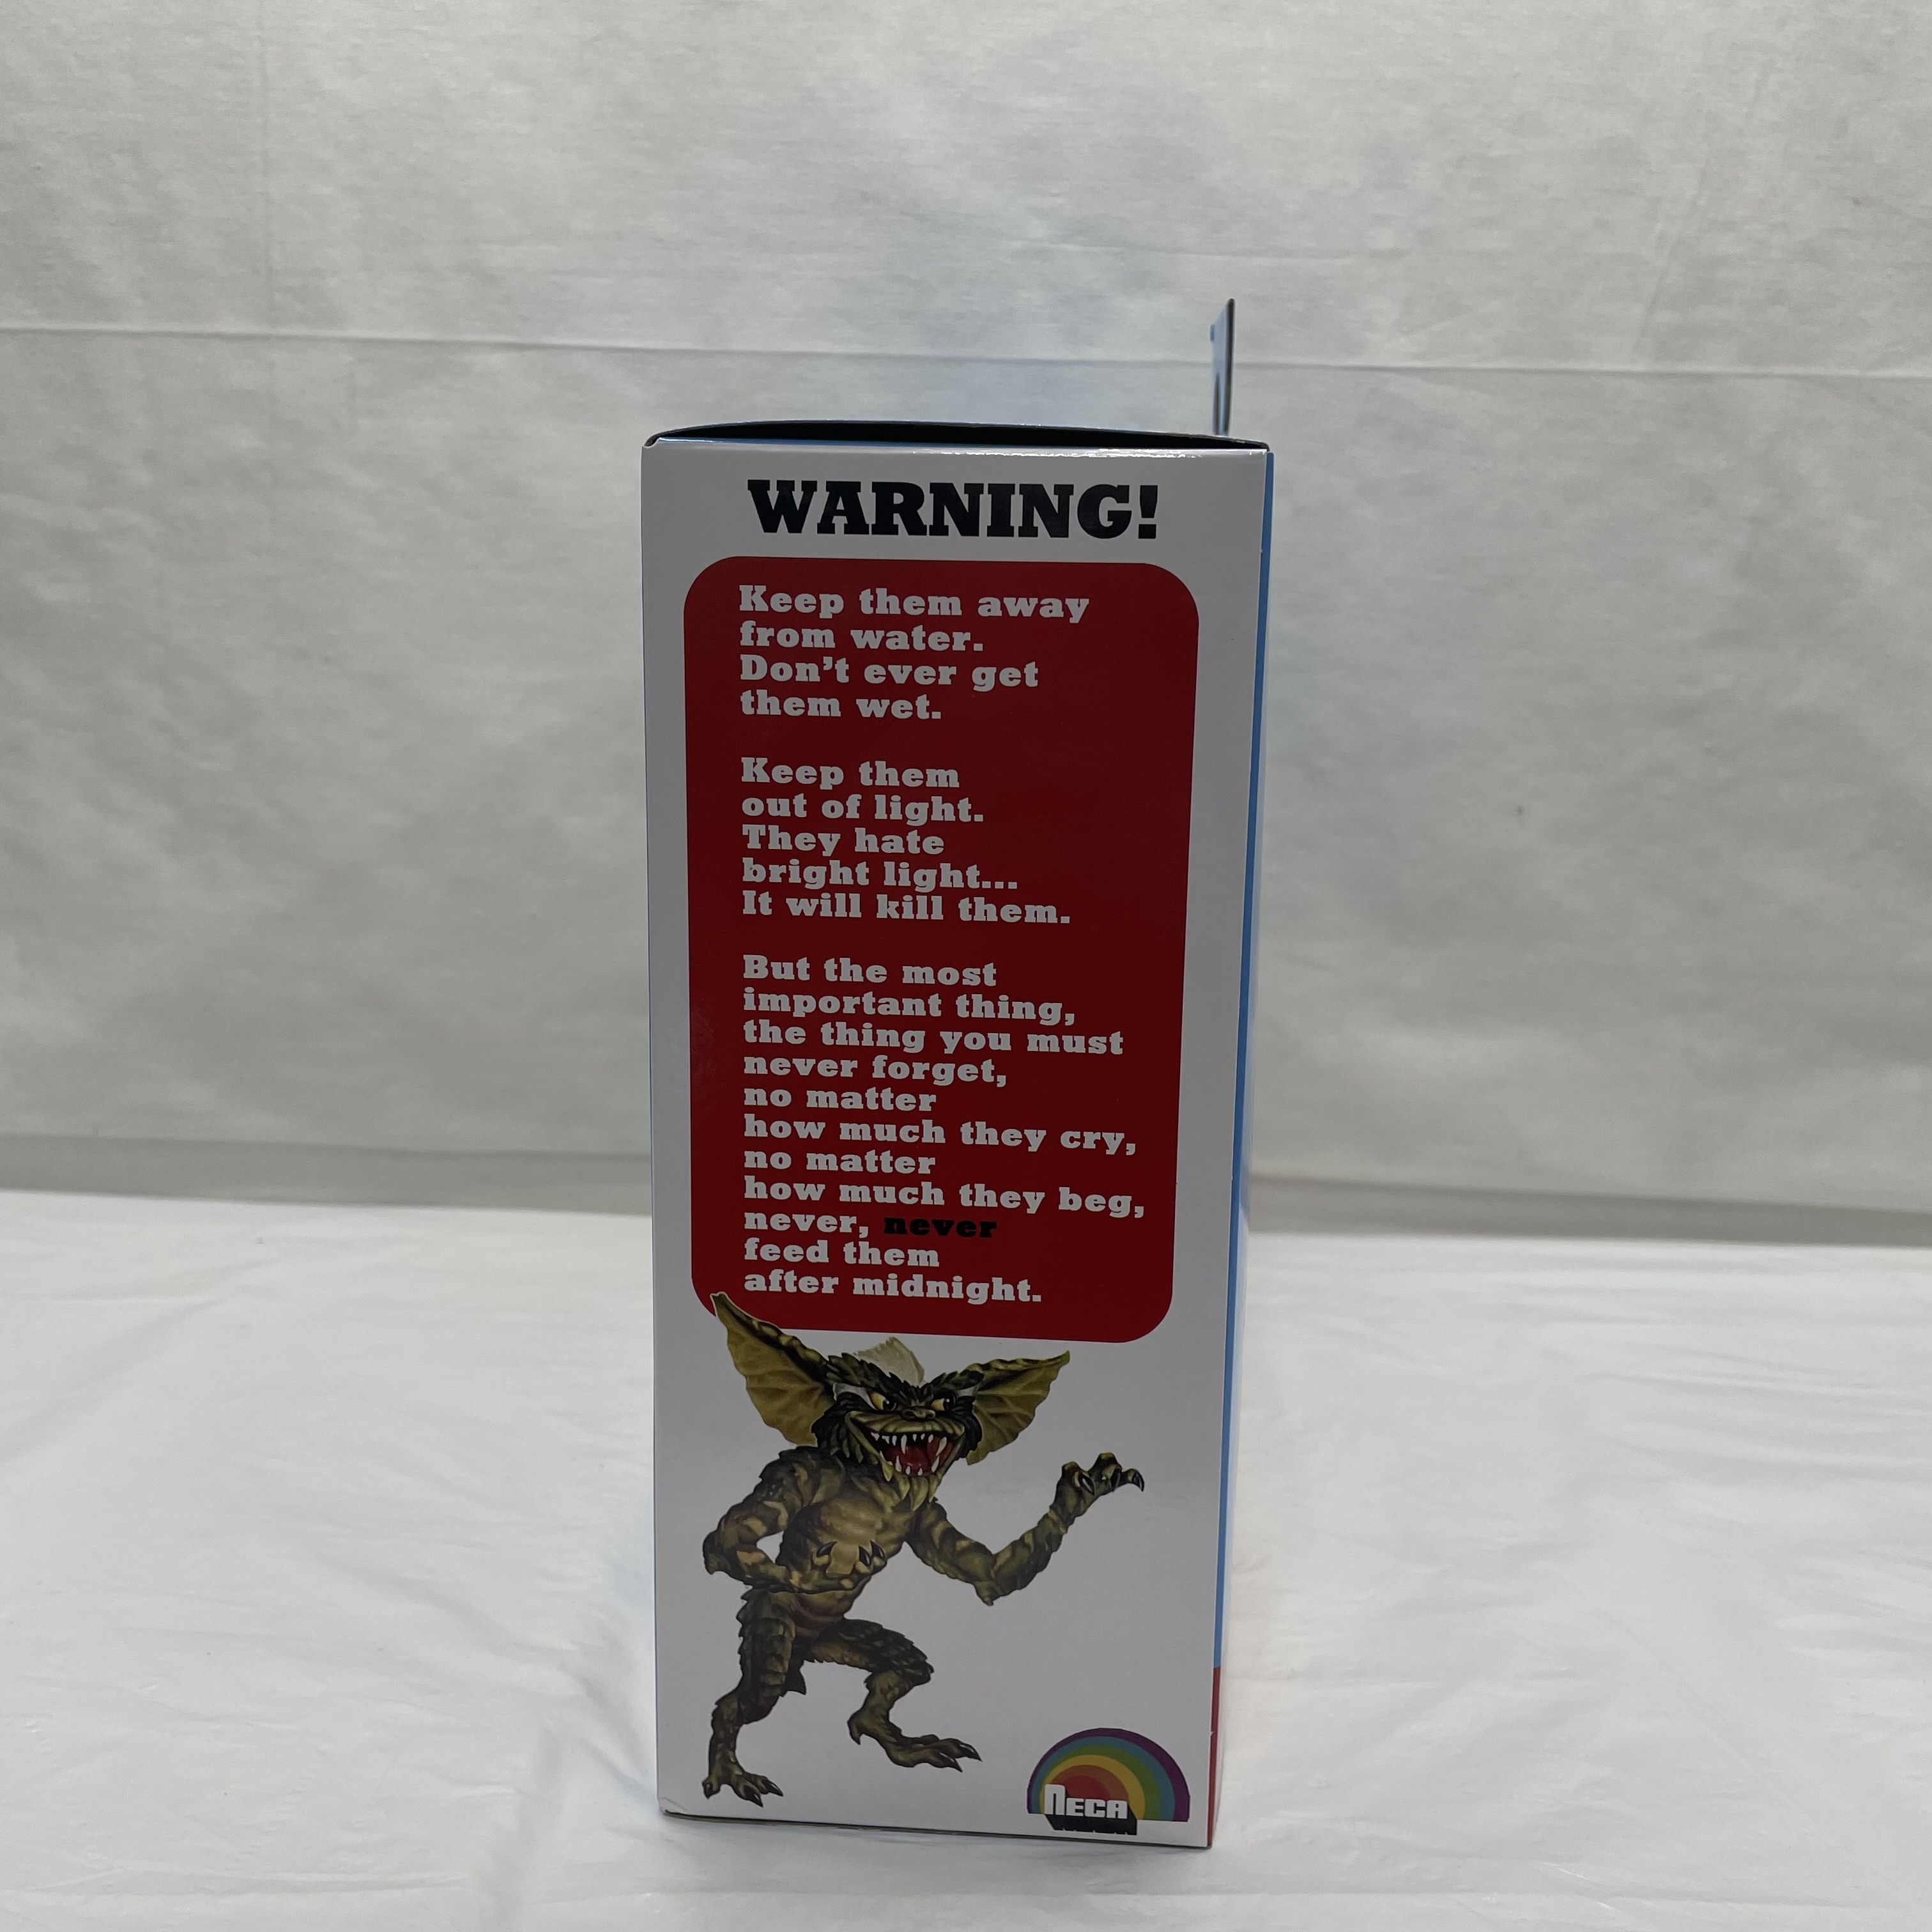 WARNING!
Keep them away
from water.
Don't ever get
them wet.
Keep them
out of light.
They hate
bright light...
It will kill them.
But the most
important thing,
the thing you must
never forget,
no matter
how much they cry,
no matter
how much they beg,
never, never
feed them
after midnight.
NECA